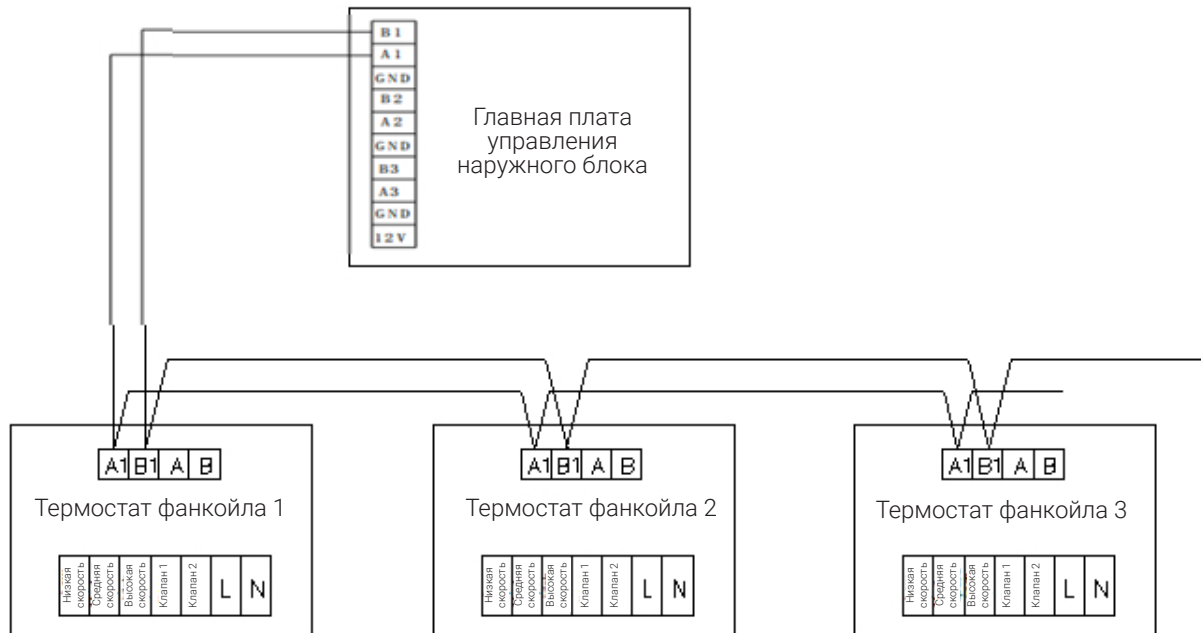 B1
A1
GND
B2
A2
GND
B3
A3
GND
12V
Главная плата
управления
наружного блока
A1 B1 A B
Термостат фанкойла 1
Низкая
скорость
Средняя
скорость
Высокая
скорость
Клапан 1
Клапан 2
L
N
A1 B1 A B
Термостат фанкойла 2
Низкая
скорость
Средняя
скорость
Высокая
скорость
Клапан 1
Клапан 2
L
N
A1 B1 A B
Термостат фанкойла 3
Низкая
скорость
Средняя
скорость
Высокая
скорость
Клапан 1
Клапан 2
L
N